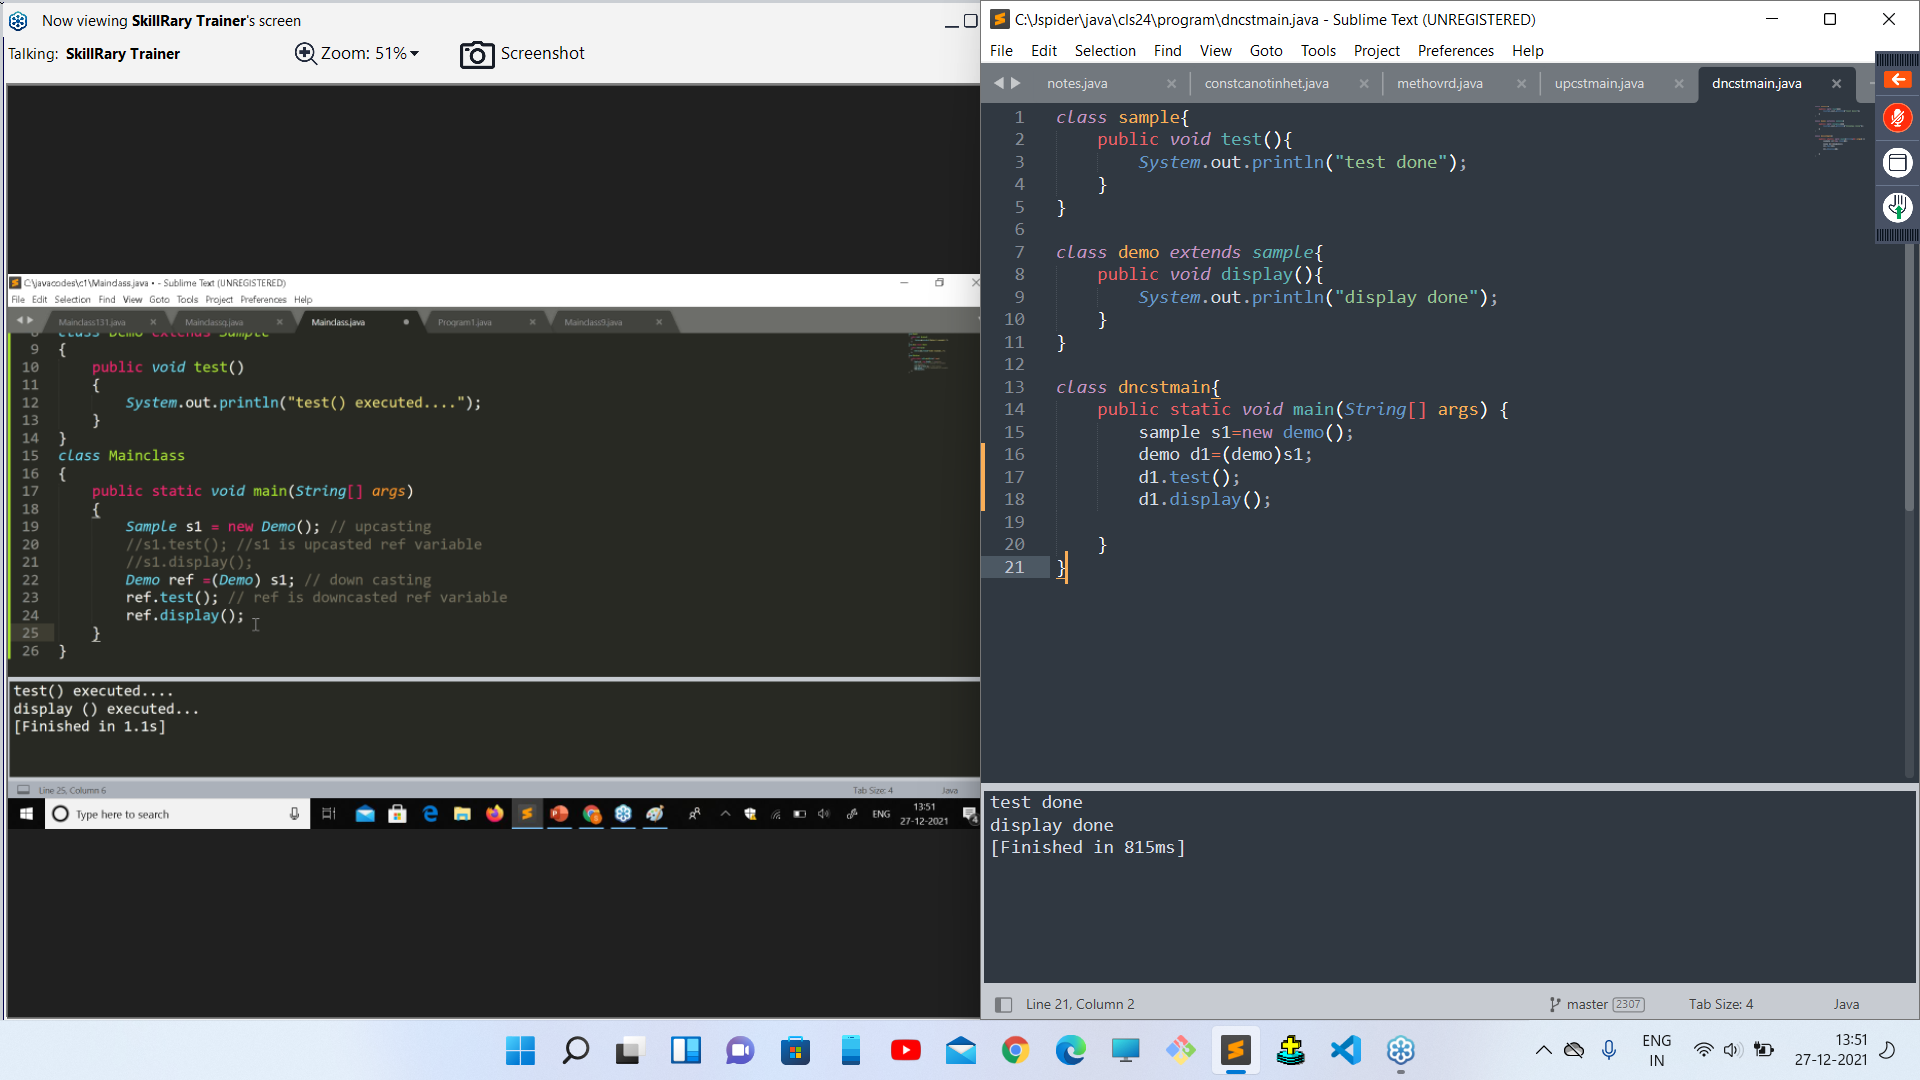 Now viewing SkillRary Trainer's screen
Talking: SkillRary Trainer
Zoom: 51%
Screenshot
C:\javacodes\c1\Mainclass.java • - Sublime Text (UNREGISTERED)
File Edit Selection Find View Goto Tools Project Preferences Help
Mainclass131.java
Mainclassq.java
Mainclass.java
Program1.java
Mainclass9.java
8 class Demo extends Sample
9 {
10 public void test()
11 {
12 System.out.println("test() executed....");
13 }
14 }
15 class Mainclass
16 {
17 public static void main(String[] args)
18 {
19 Sample s1 = new Demo(); // upcasting
20 //s1.test(); //s1 is upcasted ref variable
21 //s1.display();
22 Demo ref =(Demo) s1; // down casting
23 ref.test(); // ref is downcasted ref variable
24 ref.display();
25 }
26 }
test() executed....
display () executed...
[Finished in 1.1s]
Line 25, Column 6
Tab Size: 4
Java
Type here to search
ENG
13:51
27-12-2021
C:\Jspider\java\cls24\program\dncstmain.java - Sublime Text (UNREGISTERED)
File Edit Selection Find View Goto Tools Project Preferences Help
notes.java
constcanotinhet.java
methovrd.java
upcstmain.java
dncstmain.java
1 class sample{
2 public void test(){
3 System.out.println("test done");
4 }
5 }
6
7 class demo extends sample{
8 public void display(){
9 System.out.println("display done");
10 }
11 }
12
13 class dncstmain{
14 public static void main(String[] args) {
15 sample s1=new demo();
16 demo d1=(demo)s1;
17 d1.test();
18 d1.display();
19
20 }
21 }
test done
display done
[Finished in 815ms]
Line 21, Column 2
master 2307
Tab Size: 4
Java
ENG
IN
13:51
27-12-2021